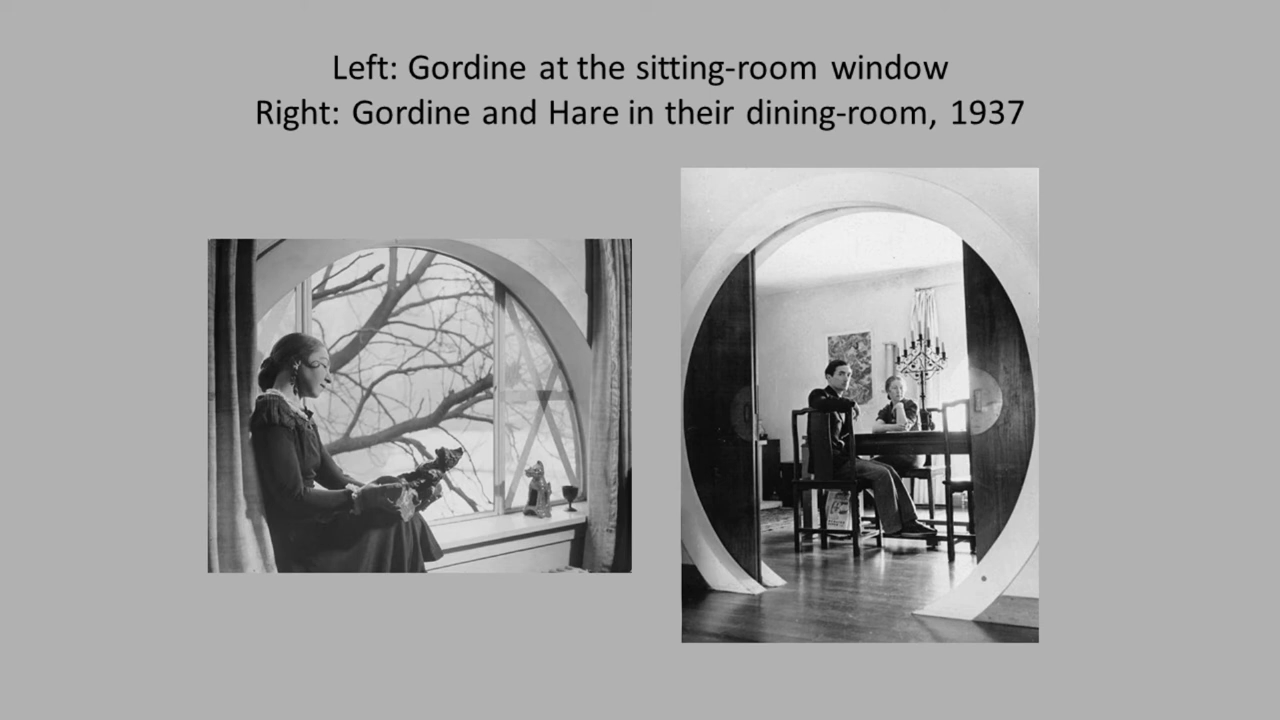 Left: Gordine at the sitting-room window
Right: Gordine and Hare in their dining-room, 1937